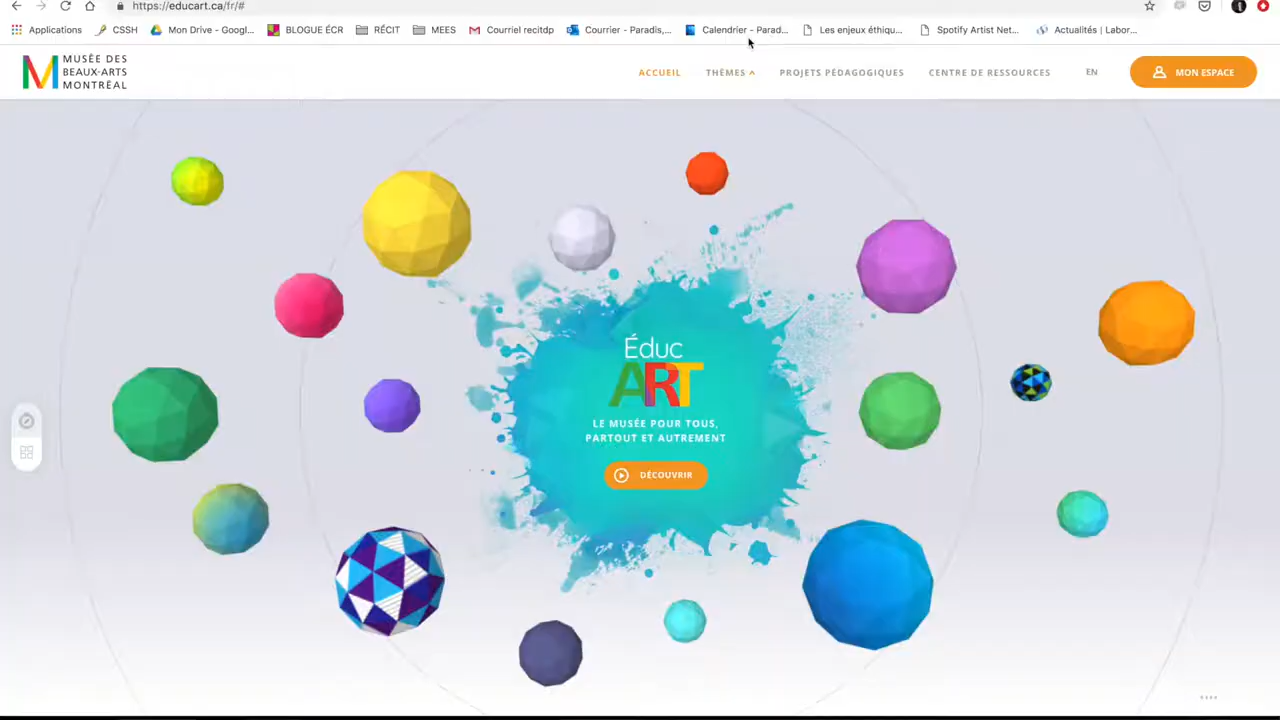 https://educart.ca/fr/#
Applications CSSH Mon Drive - Googl... BLOGUE ÉCR RÉCIT MEES Courriel recitdp Courrier - Paradis,... Calendrier - Parad... Les enjeux éthiqu... Spotify Artist Net... Actualités | Labor...
MUSÉE DES
BEAUX-ARTS
MONTRÉAL
ACCUEIL THÈMES PROJETS PÉDAGOGIQUES CENTRE DE RESSOURCES EN MON ESPACE
Éduc
ART
LE MUSÉE POUR TOUS,
PARTOUT ET AUTREMENT
DÉCOUVRIR